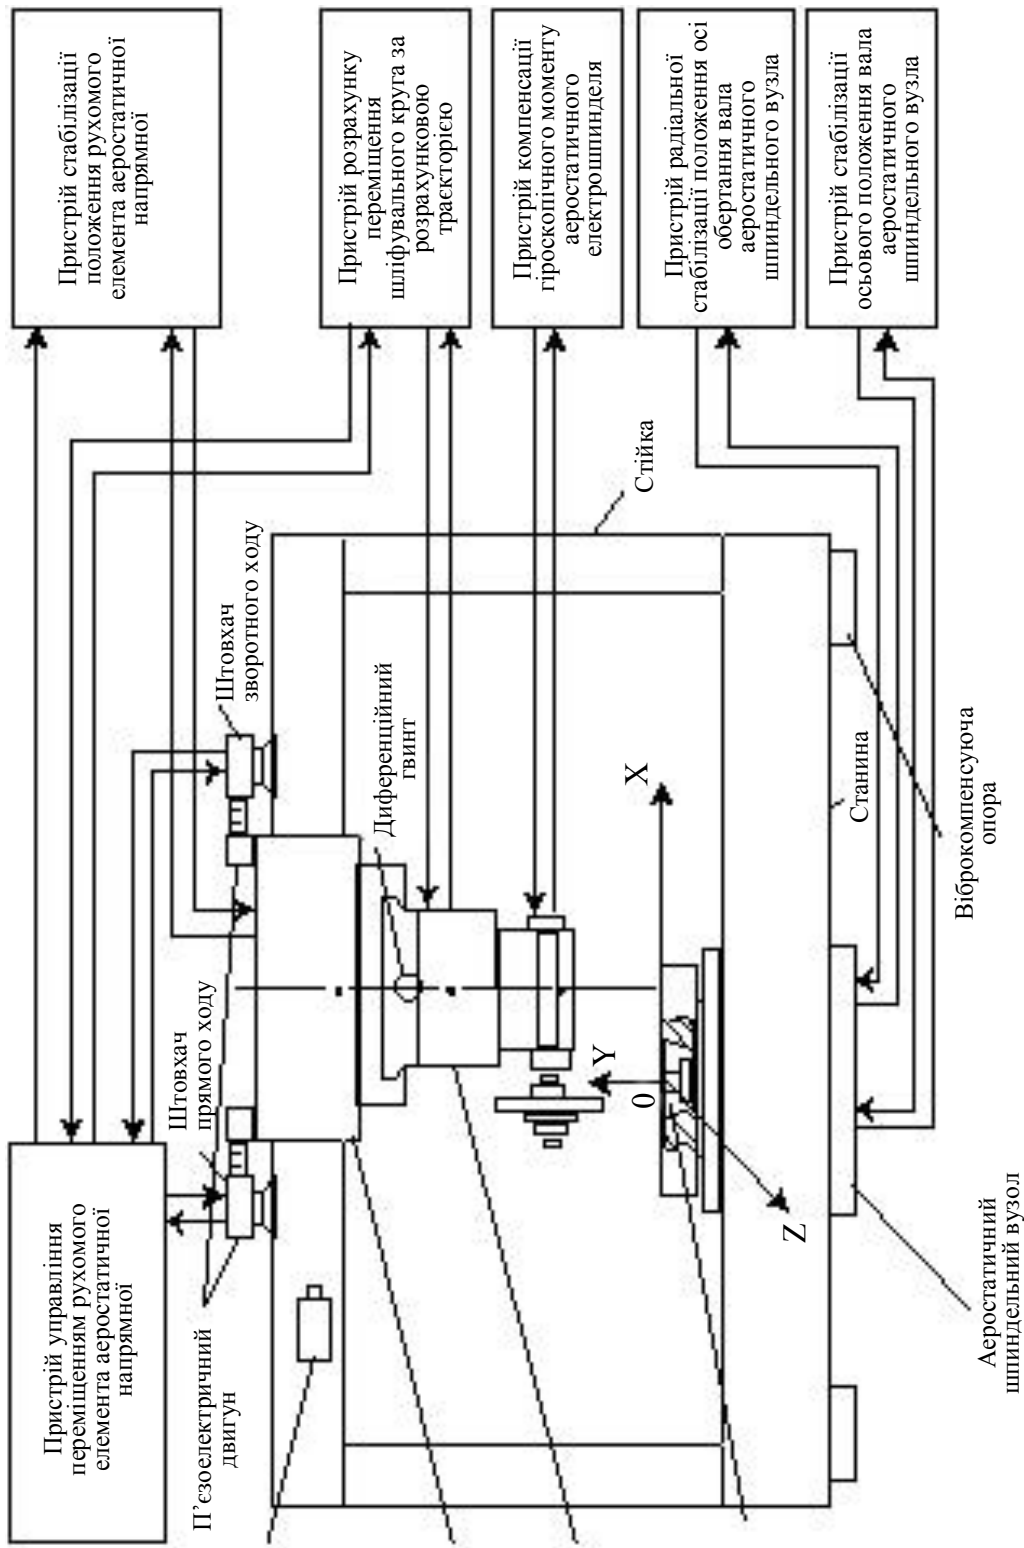 Пристрій стабілізації
положення рухомого
елемента аеростатичної
напрямної
Пристрій розрахунку
переміщення
шліфувального круга за
розрахунковою
траєкторією
Пристрій компенсації
гіроскопічного моменту
аеростатичного
електрошпинделя
Пристрій радіальної
стабілізації положення осі
обертання вала
аеростатичного
шпиндельного вузла
Пристрій стабілізації
осьового положення вала
аеростатичного
шпиндельного вузла
Стійка
Штовхач
зворотного ходу
Диференційний
гвинт
X
Станина
Віброкомпенсуюча
опора
Штовхач
прямого ходу
Y
0
Z
Пристрій управління
переміщенням рухомого
елемента аеростатичної
напрямної
П’єзоелектричний
двигун
Аеростатичний
шпиндельний вузол